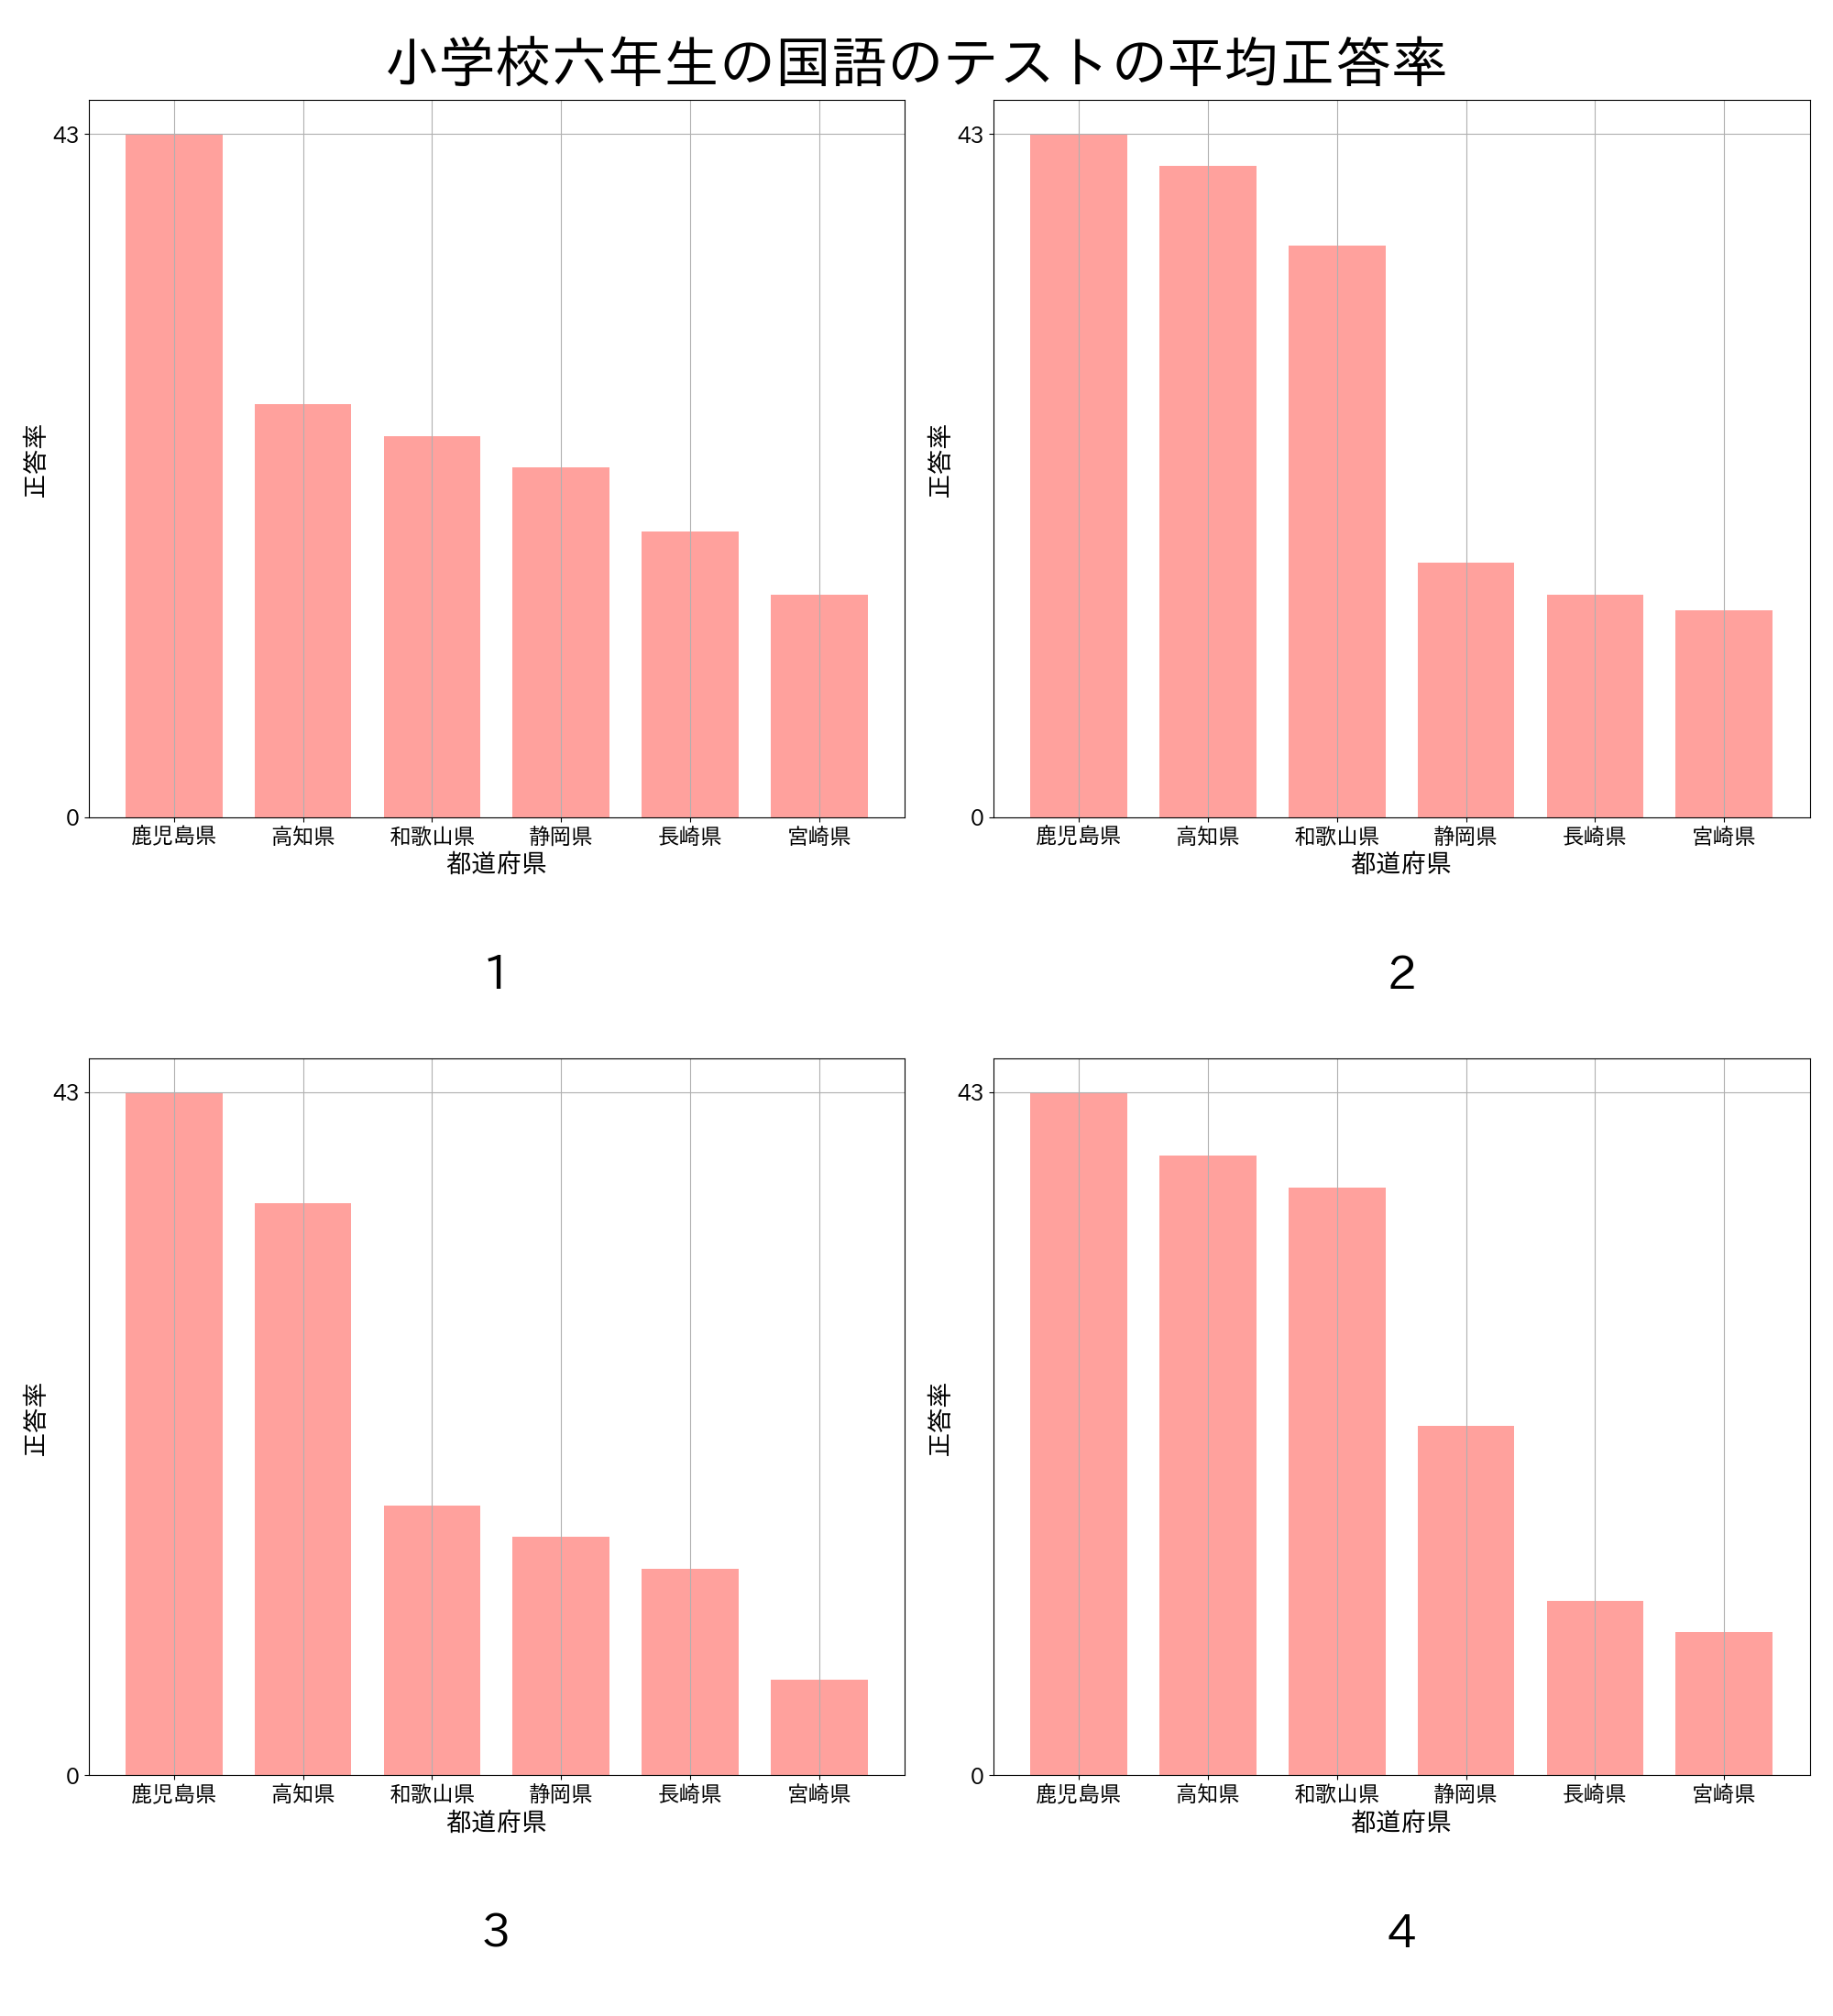 小学校六年生の国語のテストの平均正答率
43
0
正答率
鹿児島県 高知県 和歌山県 静岡県 長崎県 宮崎県
都道府県
1
43
0
正答率
鹿児島県 高知県 和歌山県 静岡県 長崎県 宮崎県
都道府県
2
43
0
正答率
鹿児島県 高知県 和歌山県 静岡県 長崎県 宮崎県
都道府県
3
43
0
正答率
鹿児島県 高知県 和歌山県 静岡県 長崎県 宮崎県
都道府県
4